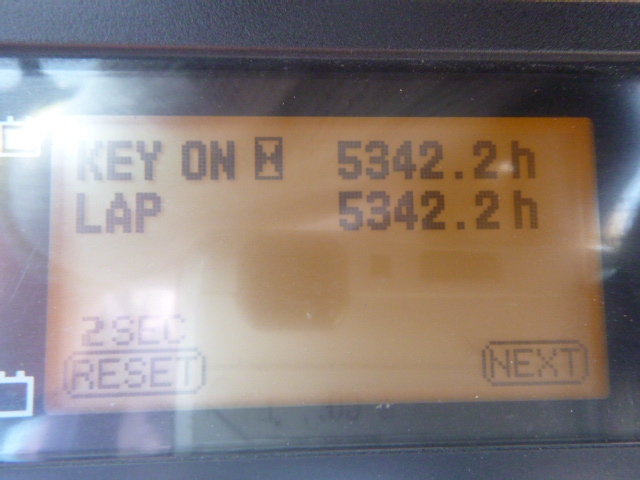 KEY ON 5342.2h
LAP 5342.2h
2SEC
RESET NEXT